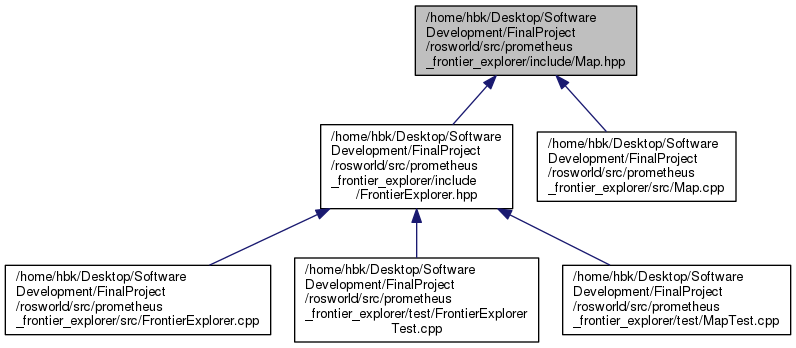 /home/hbk/Desktop/Software
Development/FinalProject
/rosworld/src/prometheus
_frontier_explorer/include/Map.hpp
/home/hbk/Desktop/Software
Development/FinalProject
/rosworld/src/prometheus
_frontier_explorer/include
/FrontierExplorer.hpp
/home/hbk/Desktop/Software
Development/FinalProject
/rosworld/src/prometheus
_frontier_explorer/src/Map.cpp
/home/hbk/Desktop/Software
Development/FinalProject
/rosworld/src/prometheus
_frontier_explorer/src/FrontierExplorer.cpp
/home/hbk/Desktop/Software
Development/FinalProject
/rosworld/src/prometheus
_frontier_explorer/test/FrontierExplorer
Test.cpp
/home/hbk/Desktop/Software
Development/FinalProject
/rosworld/src/prometheus
_frontier_explorer/test/MapTest.cpp